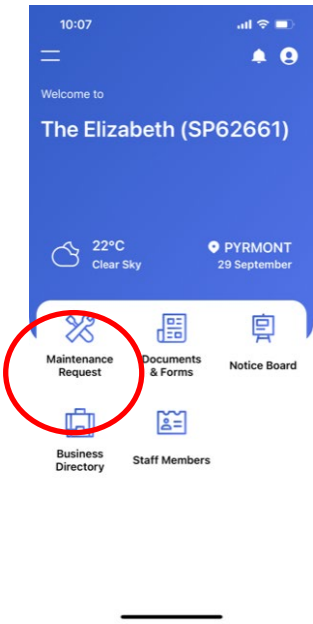 10:07
Welcome to
The Elizabeth (SP62661)
22°C
Clear Sky
PYRMONT
29 September
Maintenance
Request
Documents
& Forms
Notice Board
Business
Directory
Staff Members